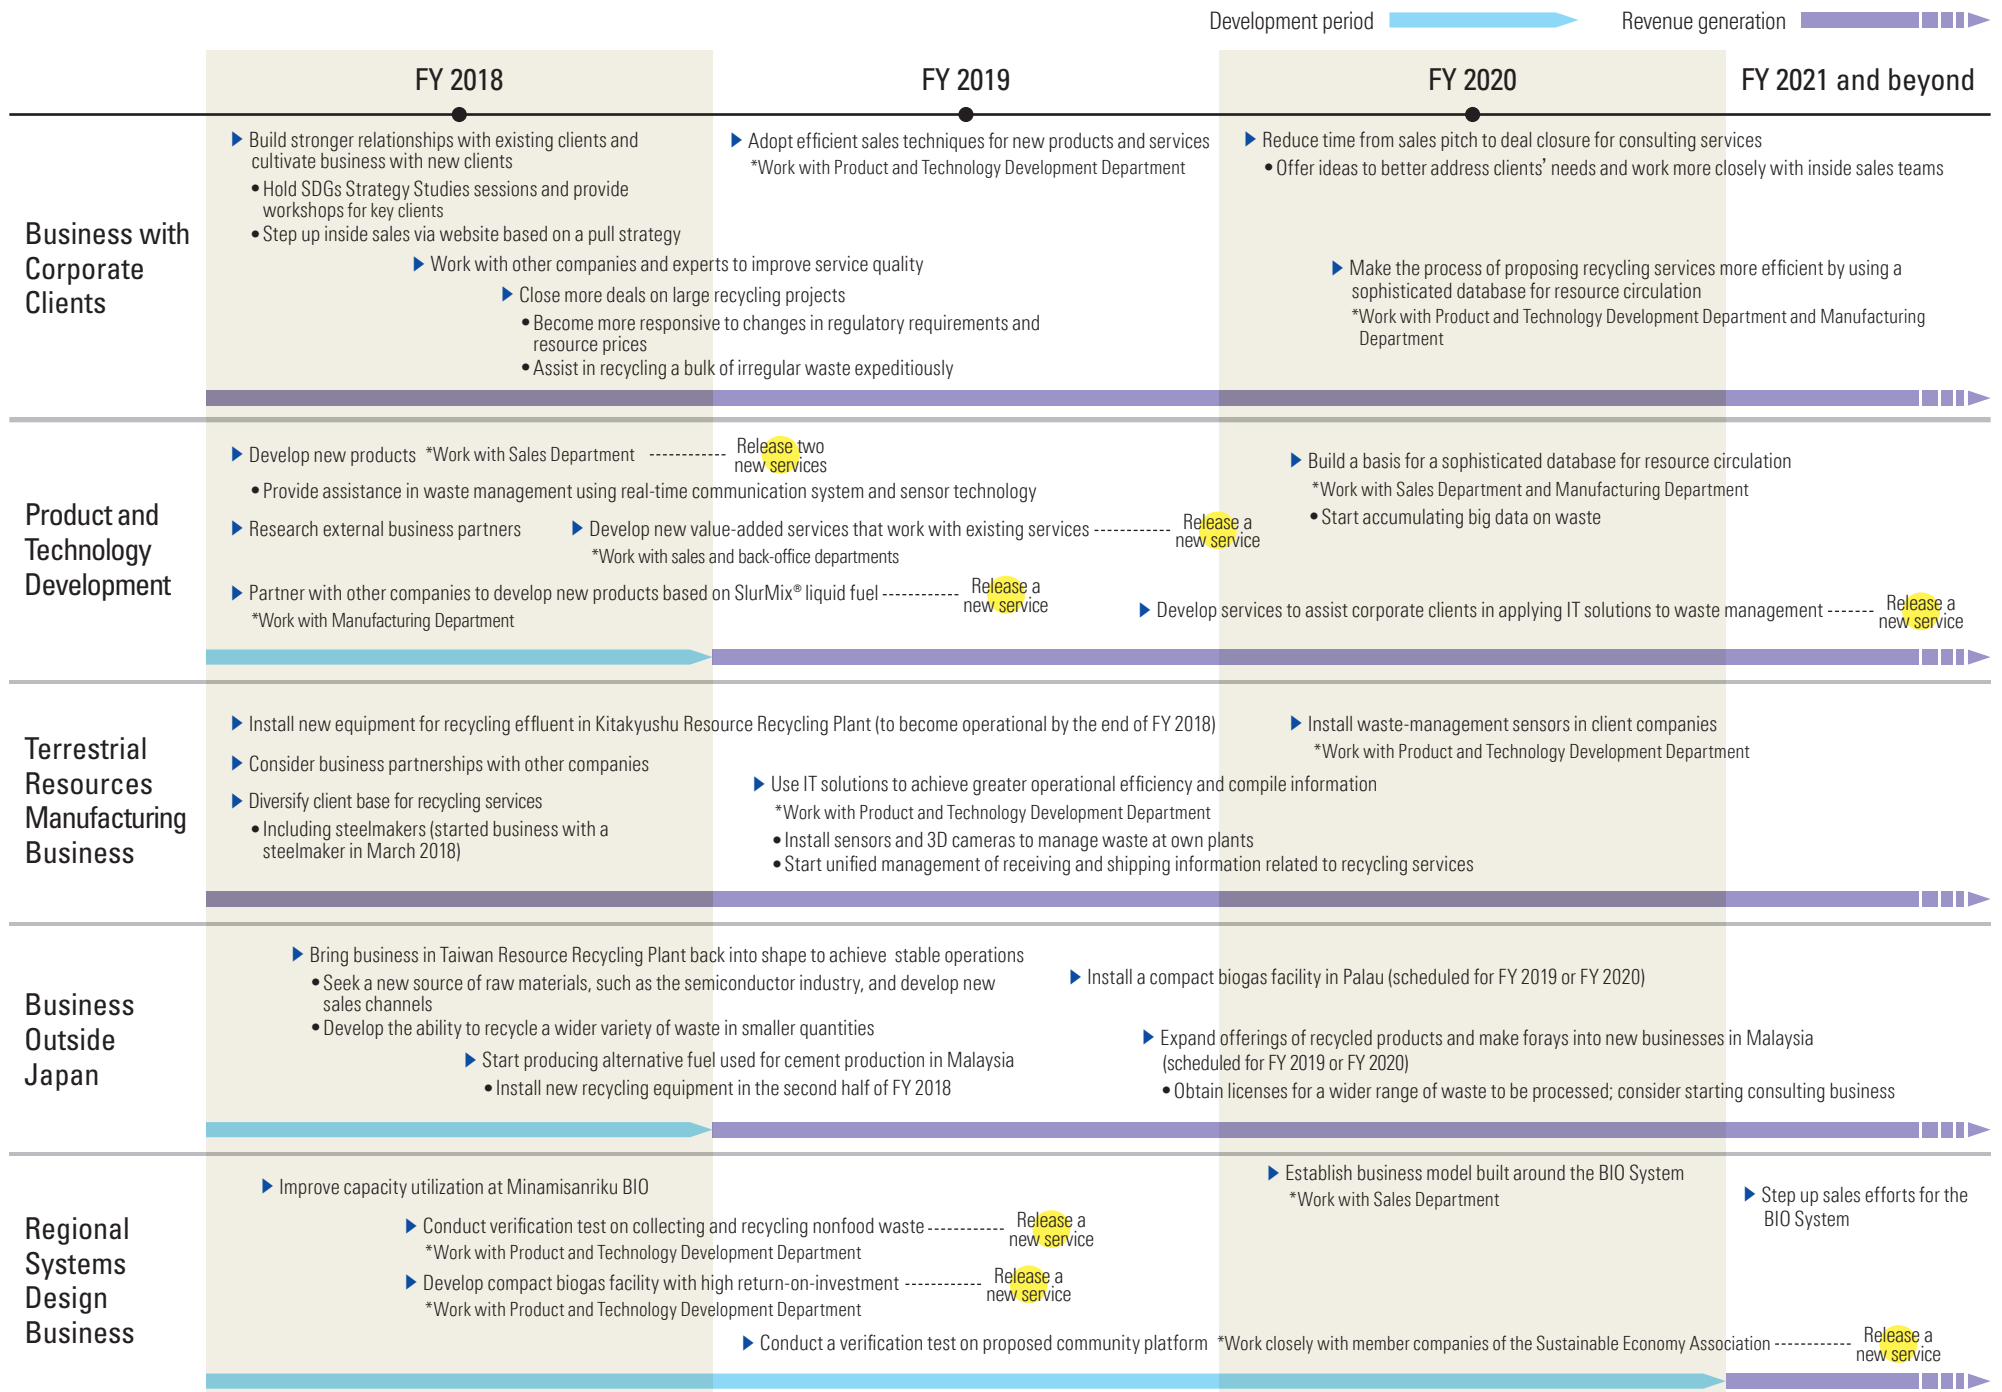 Development period
Revenue generation
FY 2018
FY 2019
FY 2020
FY 2021 and beyond
Business with
Corporate
Clients
Build stronger relationships with existing clients and
cultivate business with new clients
• Hold SDGs Strategy Studies sessions and provide
workshops for key clients
• Step up inside sales via website based on a pull strategy
Work with other companies and experts to improve service quality
Close more deals on large recycling projects
• Become more responsive to changes in regulatory requirements and
resource prices
• Assist in recycling a bulk of irregular waste expeditiously
Adopt efficient sales techniques for new products and services
*Work with Product and Technology Development Department
Reduce time from sales pitch to deal closure for consulting services
• Offer ideas to better address clients’ needs and work more closely with inside sales teams
Make the process of proposing recycling services more efficient by using a
sophisticated database for resource circulation
*Work with Product and Technology Development Department and Manufacturing
Department
Product and
Technology
Development
Develop new products *Work with Sales Department
Release two
new services
• Provide assistance in waste management using real-time communication system and sensor technology
Research external business partners
Develop new value-added services that work with existing services
*Work with sales and back-office departments
Release a
new service
Partner with other companies to develop new products based on SlurMix® liquid fuel
*Work with Manufacturing Department
Release a
new service
Build a basis for a sophisticated database for resource circulation
*Work with Sales Department and Manufacturing Department
• Start accumulating big data on waste
Develop services to assist corporate clients in applying IT solutions to waste management
Release a
new service
Terrestrial
Resources
Manufacturing
Business
Install new equipment for recycling effluent in Kitakyushu Resource Recycling Plant (to become operational by the end of FY 2018)
Consider business partnerships with other companies
Diversify client base for recycling services
• Including steelmakers (started business with a
steelmaker in March 2018)
Use IT solutions to achieve greater operational efficiency and compile information
*Work with Product and Technology Development Department
• Install sensors and 3D cameras to manage waste at own plants
• Start unified management of receiving and shipping information related to recycling services
Install waste-management sensors in client companies
*Work with Product and Technology Development Department
Business
Outside
Japan
Bring business in Taiwan Resource Recycling Plant back into shape to achieve stable operations
• Seek a new source of raw materials, such as the semiconductor industry, and develop new
sales channels
• Develop the ability to recycle a wider variety of waste in smaller quantities
Start producing alternative fuel used for cement production in Malaysia
• Install new recycling equipment in the second half of FY 2018
Install a compact biogas facility in Palau (scheduled for FY 2019 or FY 2020)
Expand offerings of recycled products and make forays into new businesses in Malaysia
(scheduled for FY 2019 or FY 2020)
• Obtain licenses for a wider range of waste to be processed; consider starting consulting business
Regional
Systems
Design
Business
Improve capacity utilization at Minamisanriku BIO
Conduct verification test on collecting and recycling nonfood waste
*Work with Product and Technology Development Department
Release a
new service
Develop compact biogas facility with high return-on-investment
*Work with Product and Technology Development Department
Release a
new service
Establish business model built around the BIO System
*Work with Sales Department
Step up sales efforts for the
BIO System
Conduct a verification test on proposed community platform *Work closely with member companies of the Sustainable Economy Association
Release a
new service